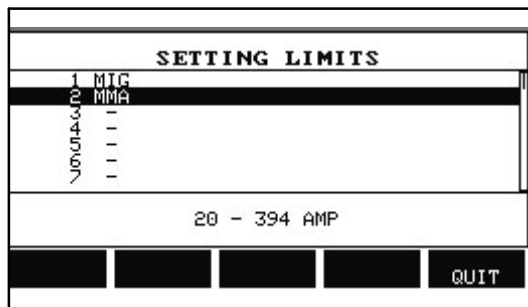 SETTING LIMITS
1 MIG
2 MMA
3 -
4 -
5 -
6 -
7 -
20 - 394 AMP
QUIT